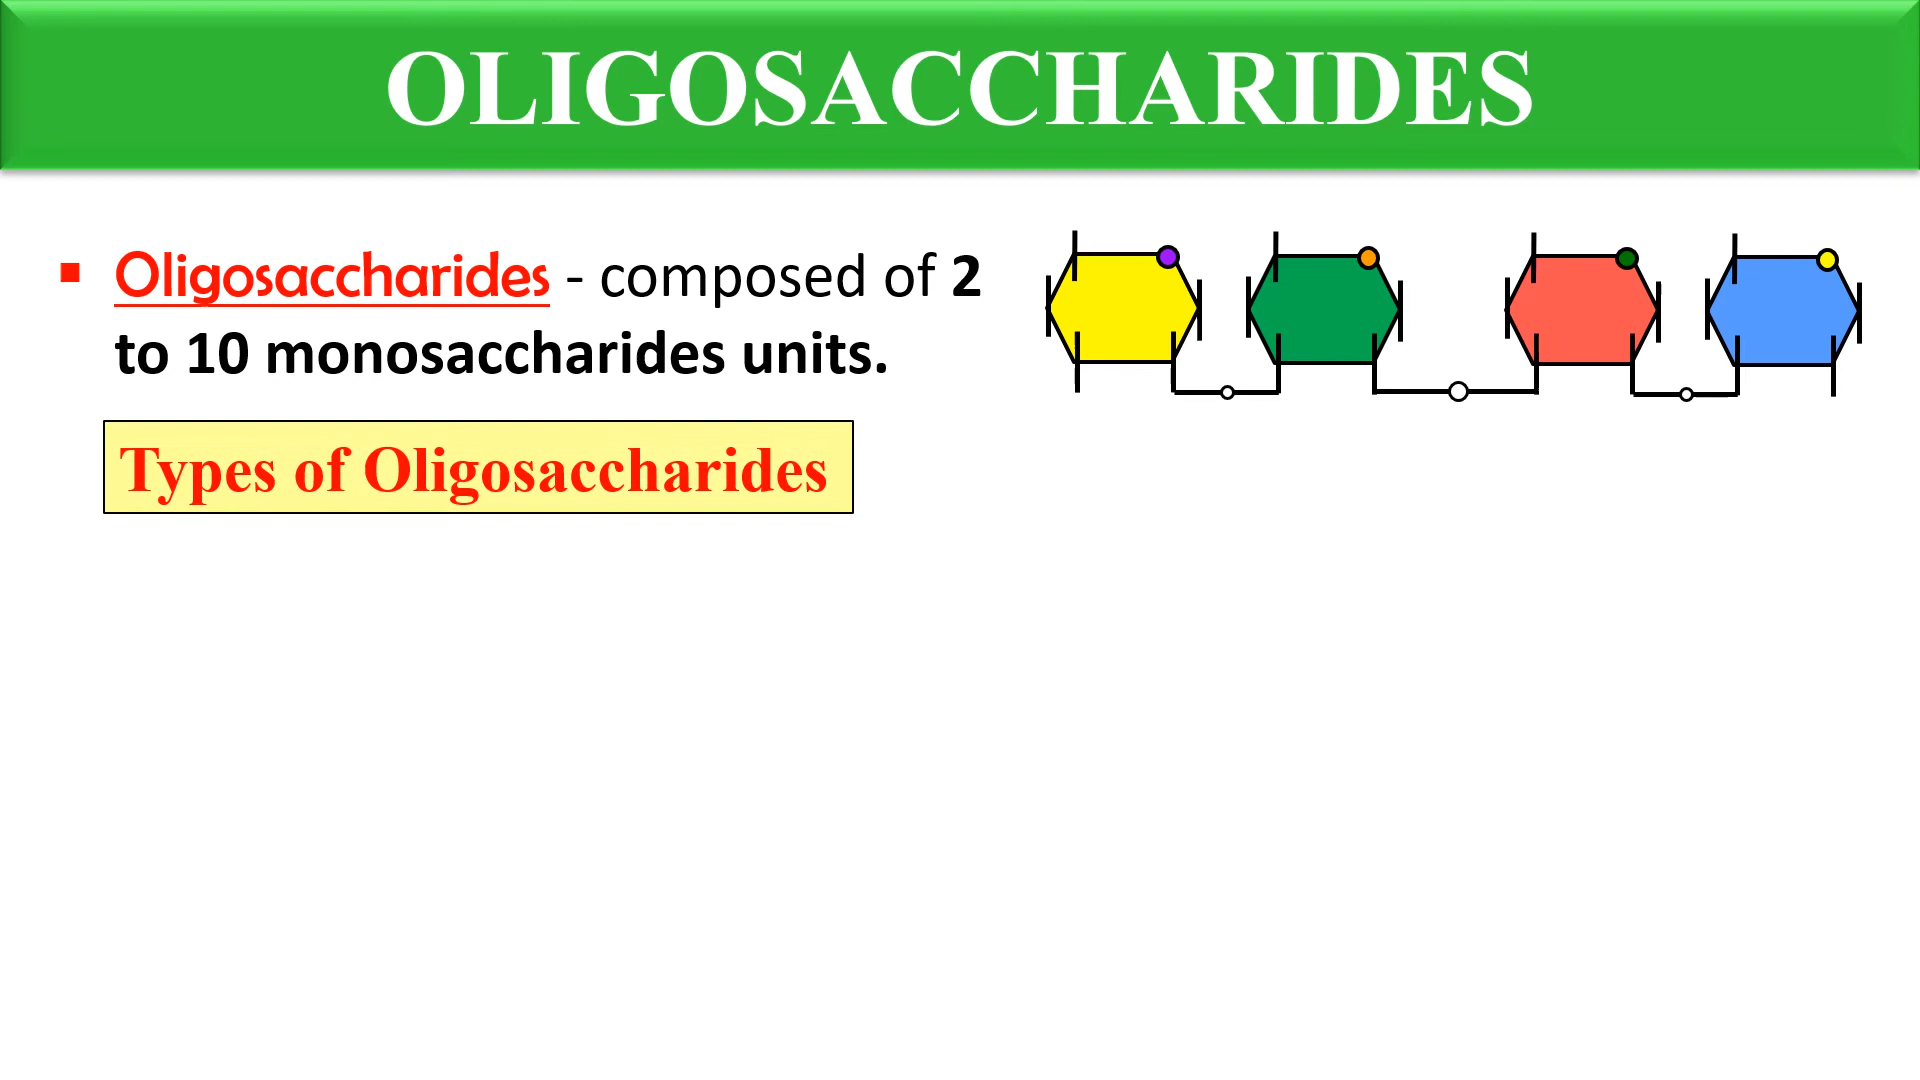 OLIGOSACCHARIDES
▪ Oligosaccharides - composed of 2
to 10 monosaccharides units.
Types of Oligosaccharides